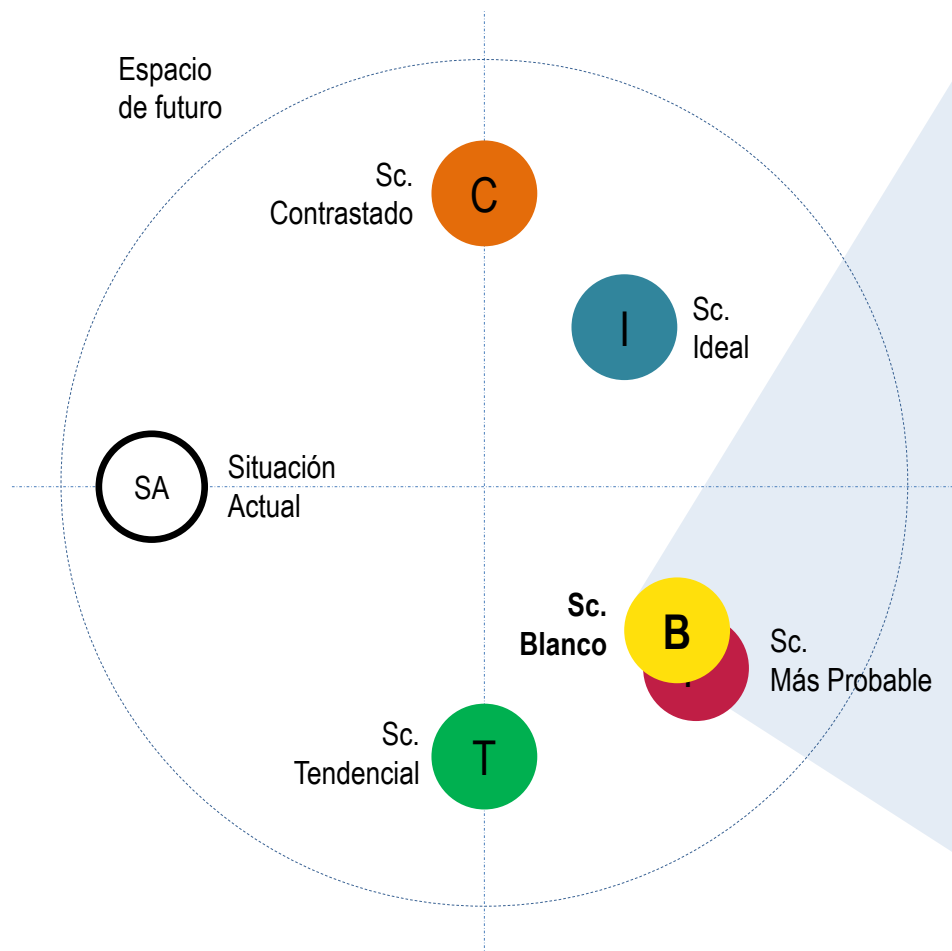 Espacio
de futuro
Sc.
Contrastado
C
I
Sc.
Ideal
SA
Situación
Actual
Sc.
Blanco
B
Sc.
Más Probable
Sc.
Tendencial
T